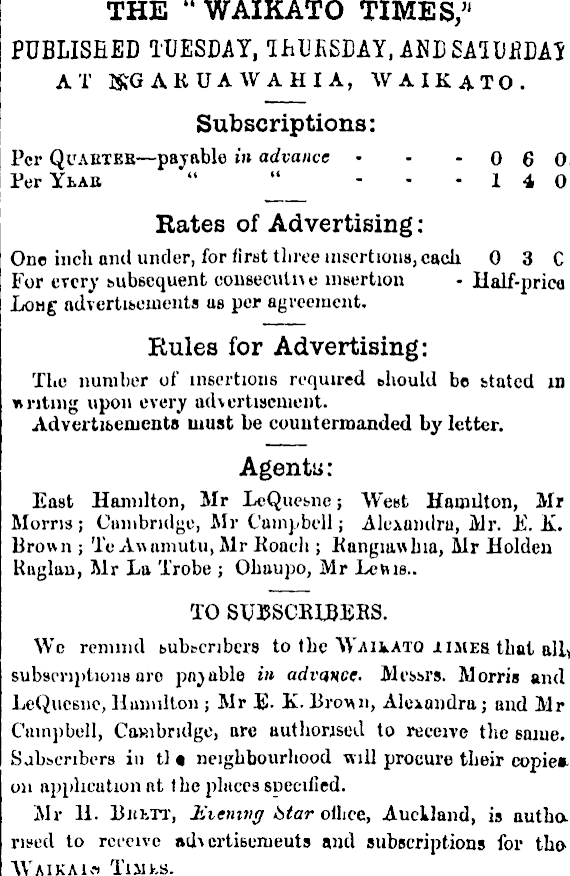 THE "WAIKATO TIMES,"
PUBLISHED TUESDAY, THURSDAY, AND SATURDAY
AT NGARUAWAHIA, WAIKATO.
Subscriptions:
Per QUARTER—payable in advance - - - 0 6 0
Per YEAR " " - - - 1 4 0
Rates of Advertising:
One inch and under, for first three insertions, each 0 3 0
For every subsequent consecutive insertion - Half-price
Long advertisements as per agreement.
Rules for Advertising:
The number of insertions required should be stated in
writing upon every advertisement.
Advertisements must be countermanded by letter.
Agents:
East Hamilton, Mr LeQuesne; West Hamilton, Mr
Morris; Cambridge, Mr Campbell; Alexandra, Mr. E. K.
Brown; Te Awamutu, Mr Roach; Rangiawhia, Mr Holden
Raglan, Mr La Trobe; Ohaupo, Mr Lewis..
TO SUBSCRIBERS.
We remind subscribers to the WAIKATO TIMES that all,
subscriptions are payable in advance. Messrs. Morris and
LeQuesne, Hamilton; Mr E. K. Brown, Alexandra; and Mr
Campbell, Cambridge, are authorised to receive the same.
Subscribers in the neighbourhood will procure their copies
on application at the places specified.
Mr H. BRETT, Evening Star office, Auckland, is autho
rised to receive advertisements and subscriptions for the
WAIKATO TIMES.